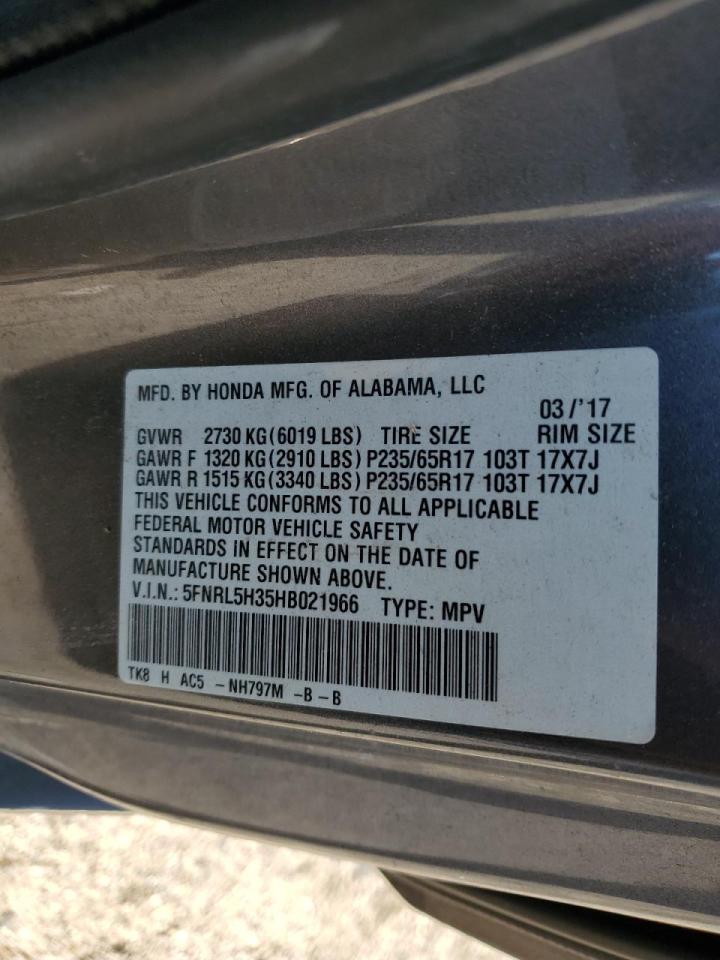 MFD. BY HONDA MFG. OF ALABAMA, LLC
03/'17
GVWR 2730 KG(6019 LBS) TIRE SIZE RIM SIZE
GAWR F 1320 KG(2910 LBS) P235/65R17 103T 17X7J
GAWR R 1515 KG(3340 LBS) P235/65R17 103T 17X7J
THIS VEHICLE CONFORMS TO ALL APPLICABLE
FEDERAL MOTOR VEHICLE SAFETY
STANDARDS IN EFFECT ON THE DATE OF
MANUFACTURE SHOWN ABOVE.
V.I.N.: 5FNRL5H35HB021966 TYPE: MPV
TK8 H AC5 -NH797M -B-B